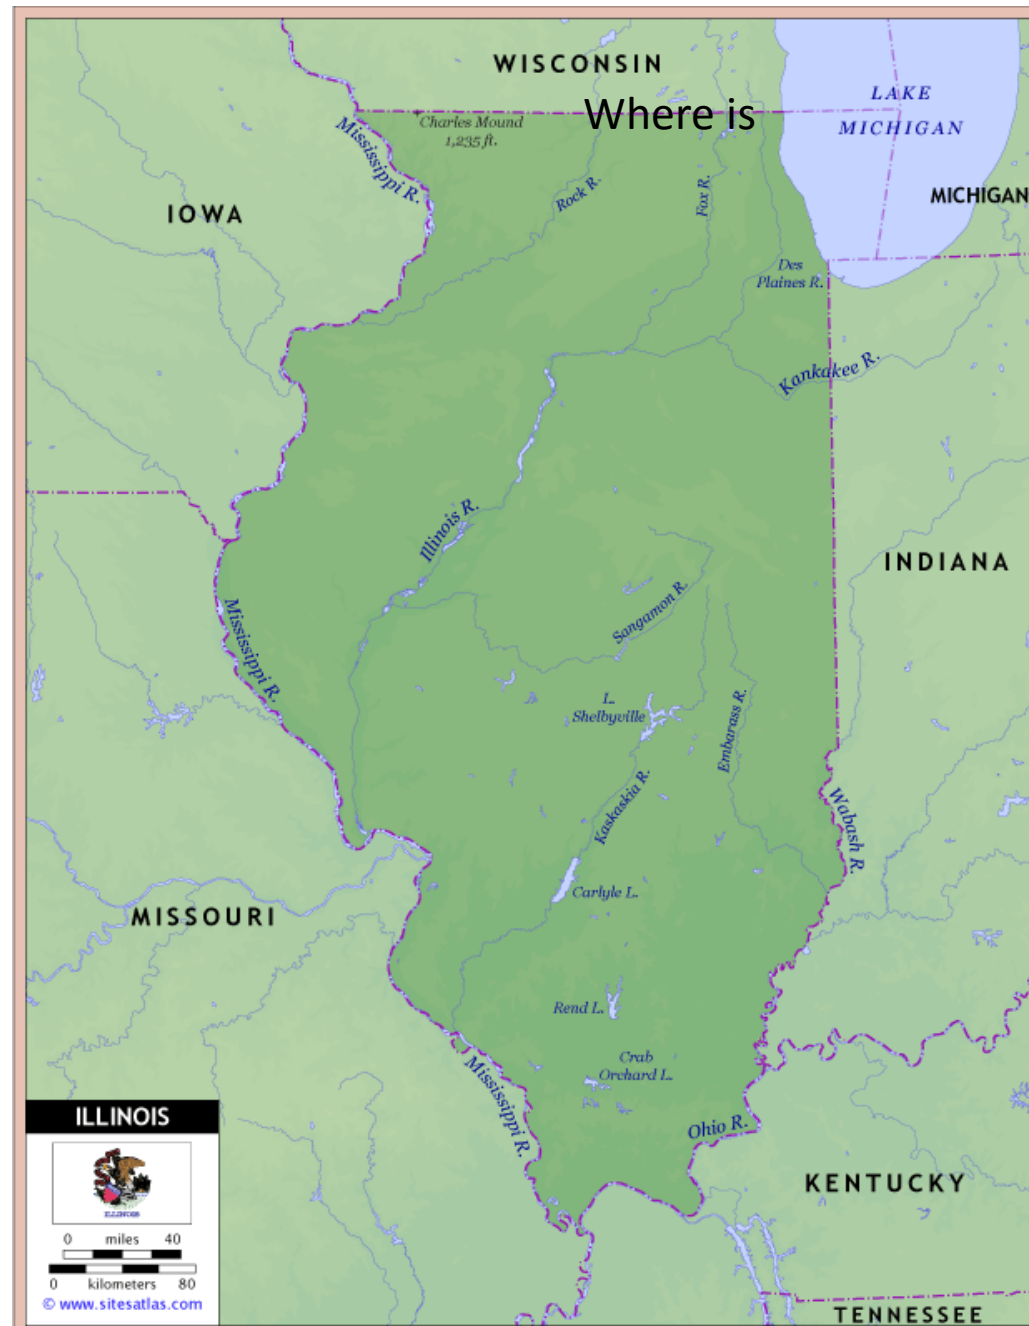 WISCONSIN
Where is
LAKE
MICHIGAN
Charles Mound
1,235 ft.
Mississippi R.
Rock R.
Fox R.
MICHIGAN
IOWA
Des
Plaines R.
Kankakee R.
Illinois R.
INDIANA
Mississippi R.
Sangamon R.
L.
Shelbyville
Embarass R.
Kaskaskia R.
Wabash R.
Carlyle L.
MISSOURI
Rend L.
Crab
Orchard L.
Mississippi R.
Ohio R.
KENTUCKY
TENNESSEE
ILLINOIS
ILLINOIS
0 miles 40
0 kilometers 80
© www.sitesatlas.com